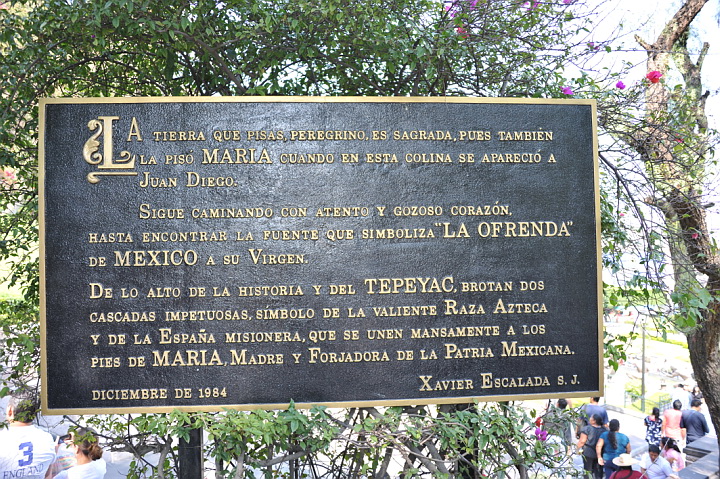 LA TIERRA QUE PISAS, PEREGRINO, ES SAGRADA, PUES TAMBIÉN
LA PISÓ MARIA CUANDO EN ESTA COLINA SE APARECIÓ A
JUAN DIEGO.
SIGUE CAMINANDO CON ATENTO Y GOZOSO CORAZÓN,
HASTA ENCONTRAR LA FUENTE QUE SIMBOLIZA "LA OFRENDA"
DE MEXICO A SU VIRGEN.
DE LO ALTO DE LA HISTORIA Y DEL TEPEYAC, BROTAN DOS
CASCADAS IMPETUOSAS, SÍMBOLO DE LA VALIENTE RAZA AZTECA
Y DE LA ESPAÑA MISIONERA, QUE SE UNEN MANSAMENTE A LOS
PIES DE MARIA, MADRE Y FORJADORA DE LA PATRIA MEXICANA.
DICIEMBRE DE 1984 XAVIER ESCALADA S. J.
3
ENGLAND